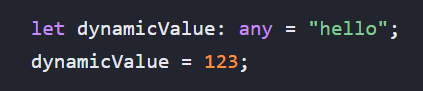 let dynamicValue: any = "hello";
dynamicValue = 123;